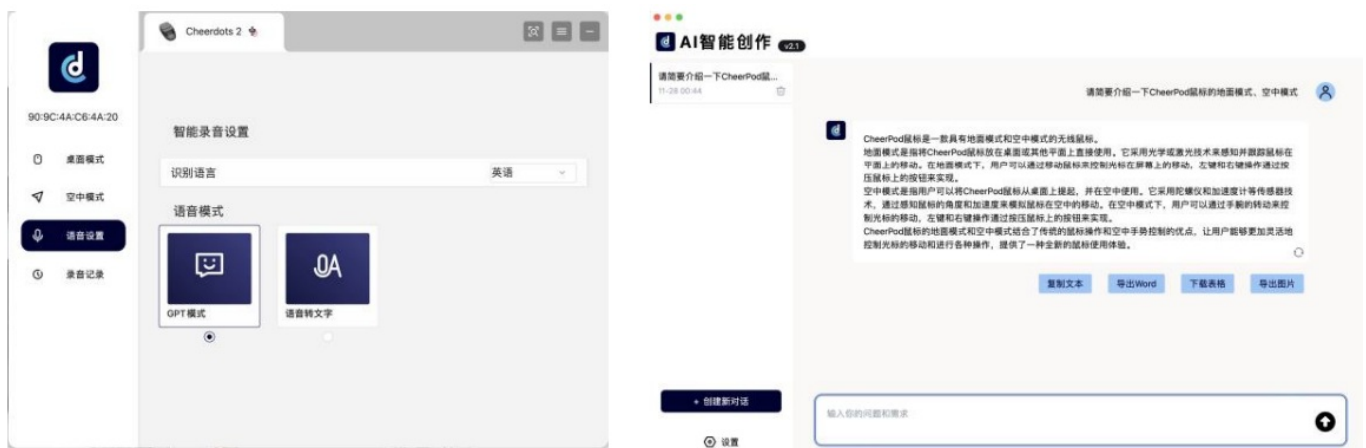 Cheerdots 2
90:9C:4A:C6:4A:20
桌面模式
空中模式
语音设置
录音记录
智能录音设置
识别语言
英语
语音模式
GPT模式
语音转文字
AI智能创作 v2.1
请简要介绍一下CheerPod鼠...
11-28 00:44
请简要介绍一下CheerPod鼠标的地面模式、空中模式
CheerPod鼠标是一款具有地面模式和空中模式的无线鼠标。
地面模式是指将CheerPod鼠标放在桌面或其他平面上直接使用。它采用光学或激光技术来感知并跟踪鼠标在
平面上的移动。在地面模式下，用户可以通过移动鼠标来控制光标在屏幕上的移动，左键和右键操作通过按
压鼠标上的按钮来实现。
空中模式是指用户可以将CheerPod鼠标从桌面上提起，并在空中使用。它采用陀螺仪和加速度计等传感器技
术，通过感知鼠标的角度和加速度来模拟鼠标在空中的移动。在空中模式下，用户可以通过手腕的转动来控
制光标的移动，左键和右键操作通过按压鼠标上的按钮来实现。
CheerPod鼠标的地面模式和空中模式结合了传统的鼠标操作和空中手势控制的优点，让用户能够更加灵活地
控制光标的移动和进行各种操作，提供了一种全新的鼠标使用体验。
复制文本
导出Word
下载表格
导出图片
+ 创建新对话
设置
输入你的问题和需求